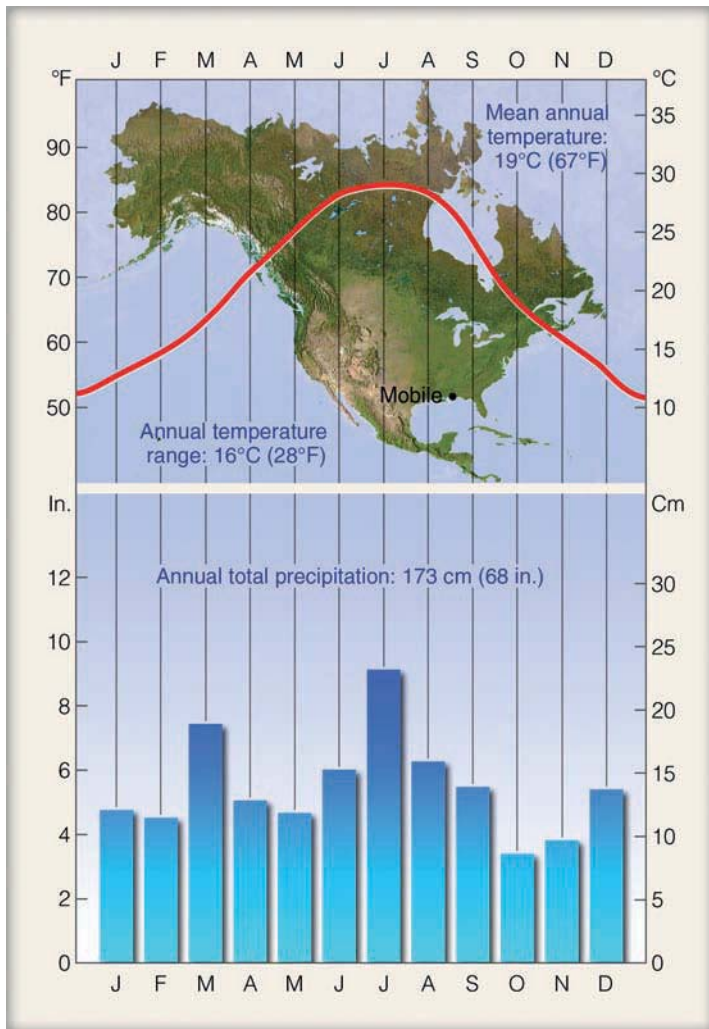 J F M A M J J A S O N D
°F
°C
90
80
70
60
50
35
30
25
20
15
10
Mean annual
temperature:
19°C (67°F)
Mobile
Annual temperature
range: 16°C (28°F)
In.
Cm
Annual total precipitation: 173 cm (68 in.)
12
10
8
6
4
2
0
30
25
20
15
10
5
0
J F M A M J J A S O N D